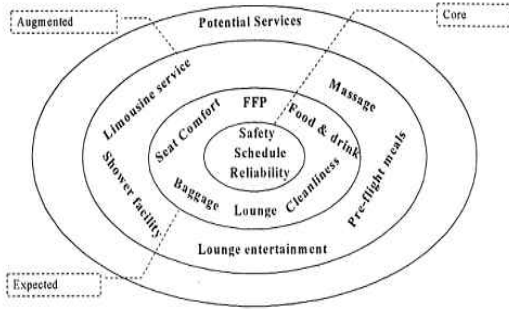 Augmented
Potential Services
Core
Limousine service
Massage
Seat Comfort
FFP
Food & drink
Safety
Schedule
Reliability
Shower facility
Baggage
Lounge
Cleanliness
Pre-flight meals
Lounge entertainment
Expected